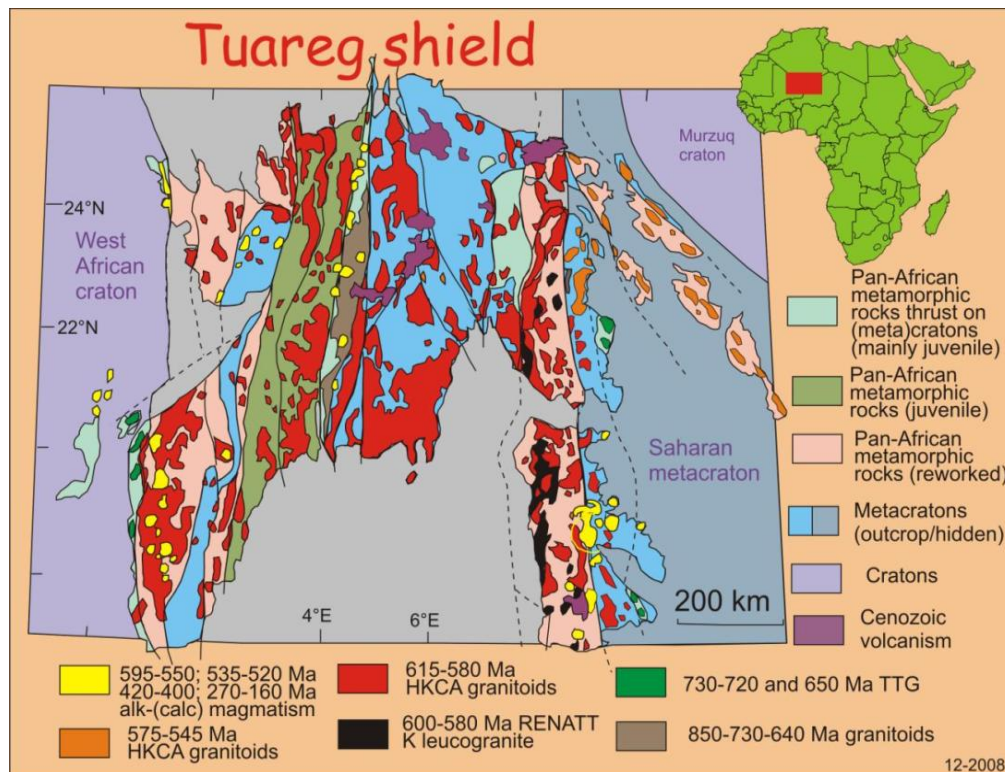 Tuareg shield
Murzuq
craton
24°N
West
African
craton
22°N
Saharan
metacraton
4°E
6°E
200 km
Pan-African
metamorphic
rocks thrust on
(meta)cratons
(mainly juvenile)
Pan-African
metamorphic
rocks (juvenile)
Pan-African
metamorphic
rocks (reworked)
Metacratons
(outcrop/hidden)
Cratons
Cenozoic
volcanism
595-550; 535-520 Ma
420-400; 270-160 Ma
alk-(calc) magmatism
615-580 Ma
HKCA granitoids
730-720 and 650 Ma TTG
575-545 Ma
HKCA granitoids
600-580 Ma RENATT
K leucogranite
850-730-640 Ma granitoids
12-2008